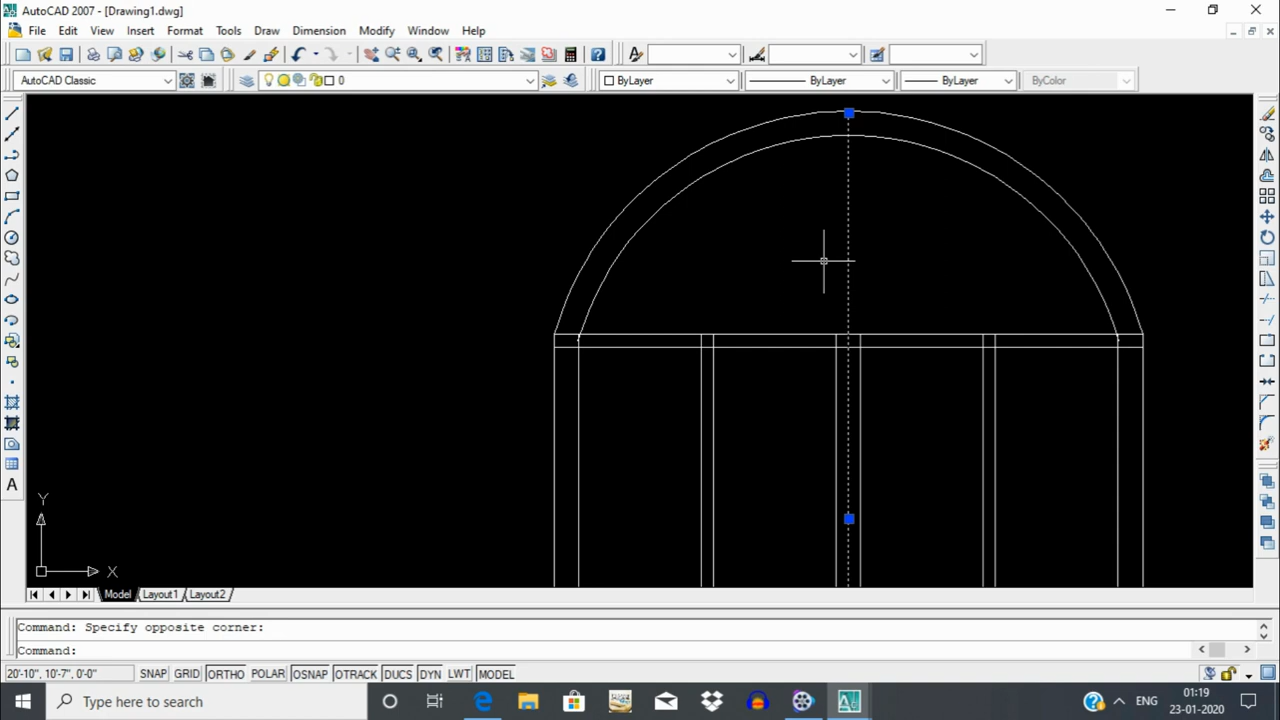 AutoCAD 2007 - [Drawing1.dwg]
File Edit View Insert Format Tools Draw Dimension Modify Window Help
AutoCAD Classic 0 ByLayer ByLayer ByLayer ByColor
Y
X
A
Model Layout1 Layout2
Command: Specify opposite corner:
Command:
20'-10", 10'-7", 0'-0" SNAP GRID ORTHO POLAR OSNAP OTRACK DUCS DYN LWT MODEL
Type here to search
ENG
01:19
23-01-2020